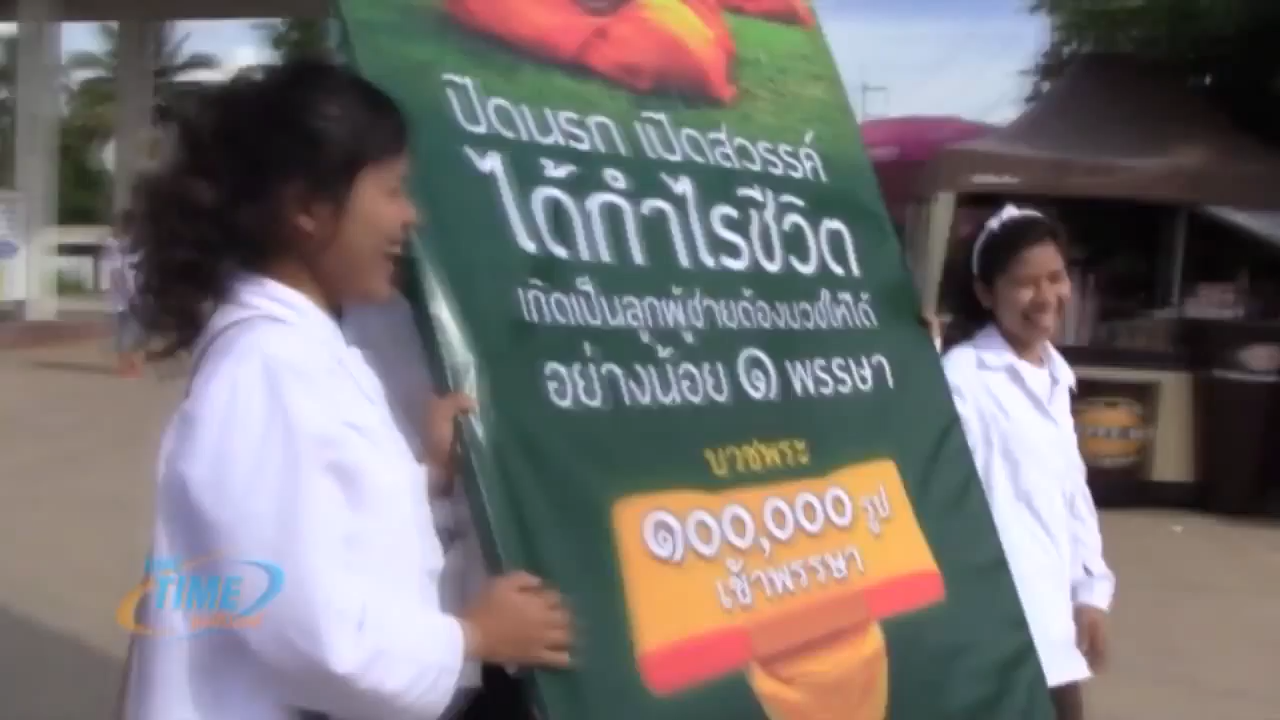 ปิดนรก เปิดสวรรค์
ได้กำไรชีวิต
เกิดเป็นลูกผู้ชายต้องบวชให้ได้
อย่างน้อย ๑ พรรษา
บวชพระ
๑๐๐,๐๐๐ รูป
เข้าพรรษา
TIME